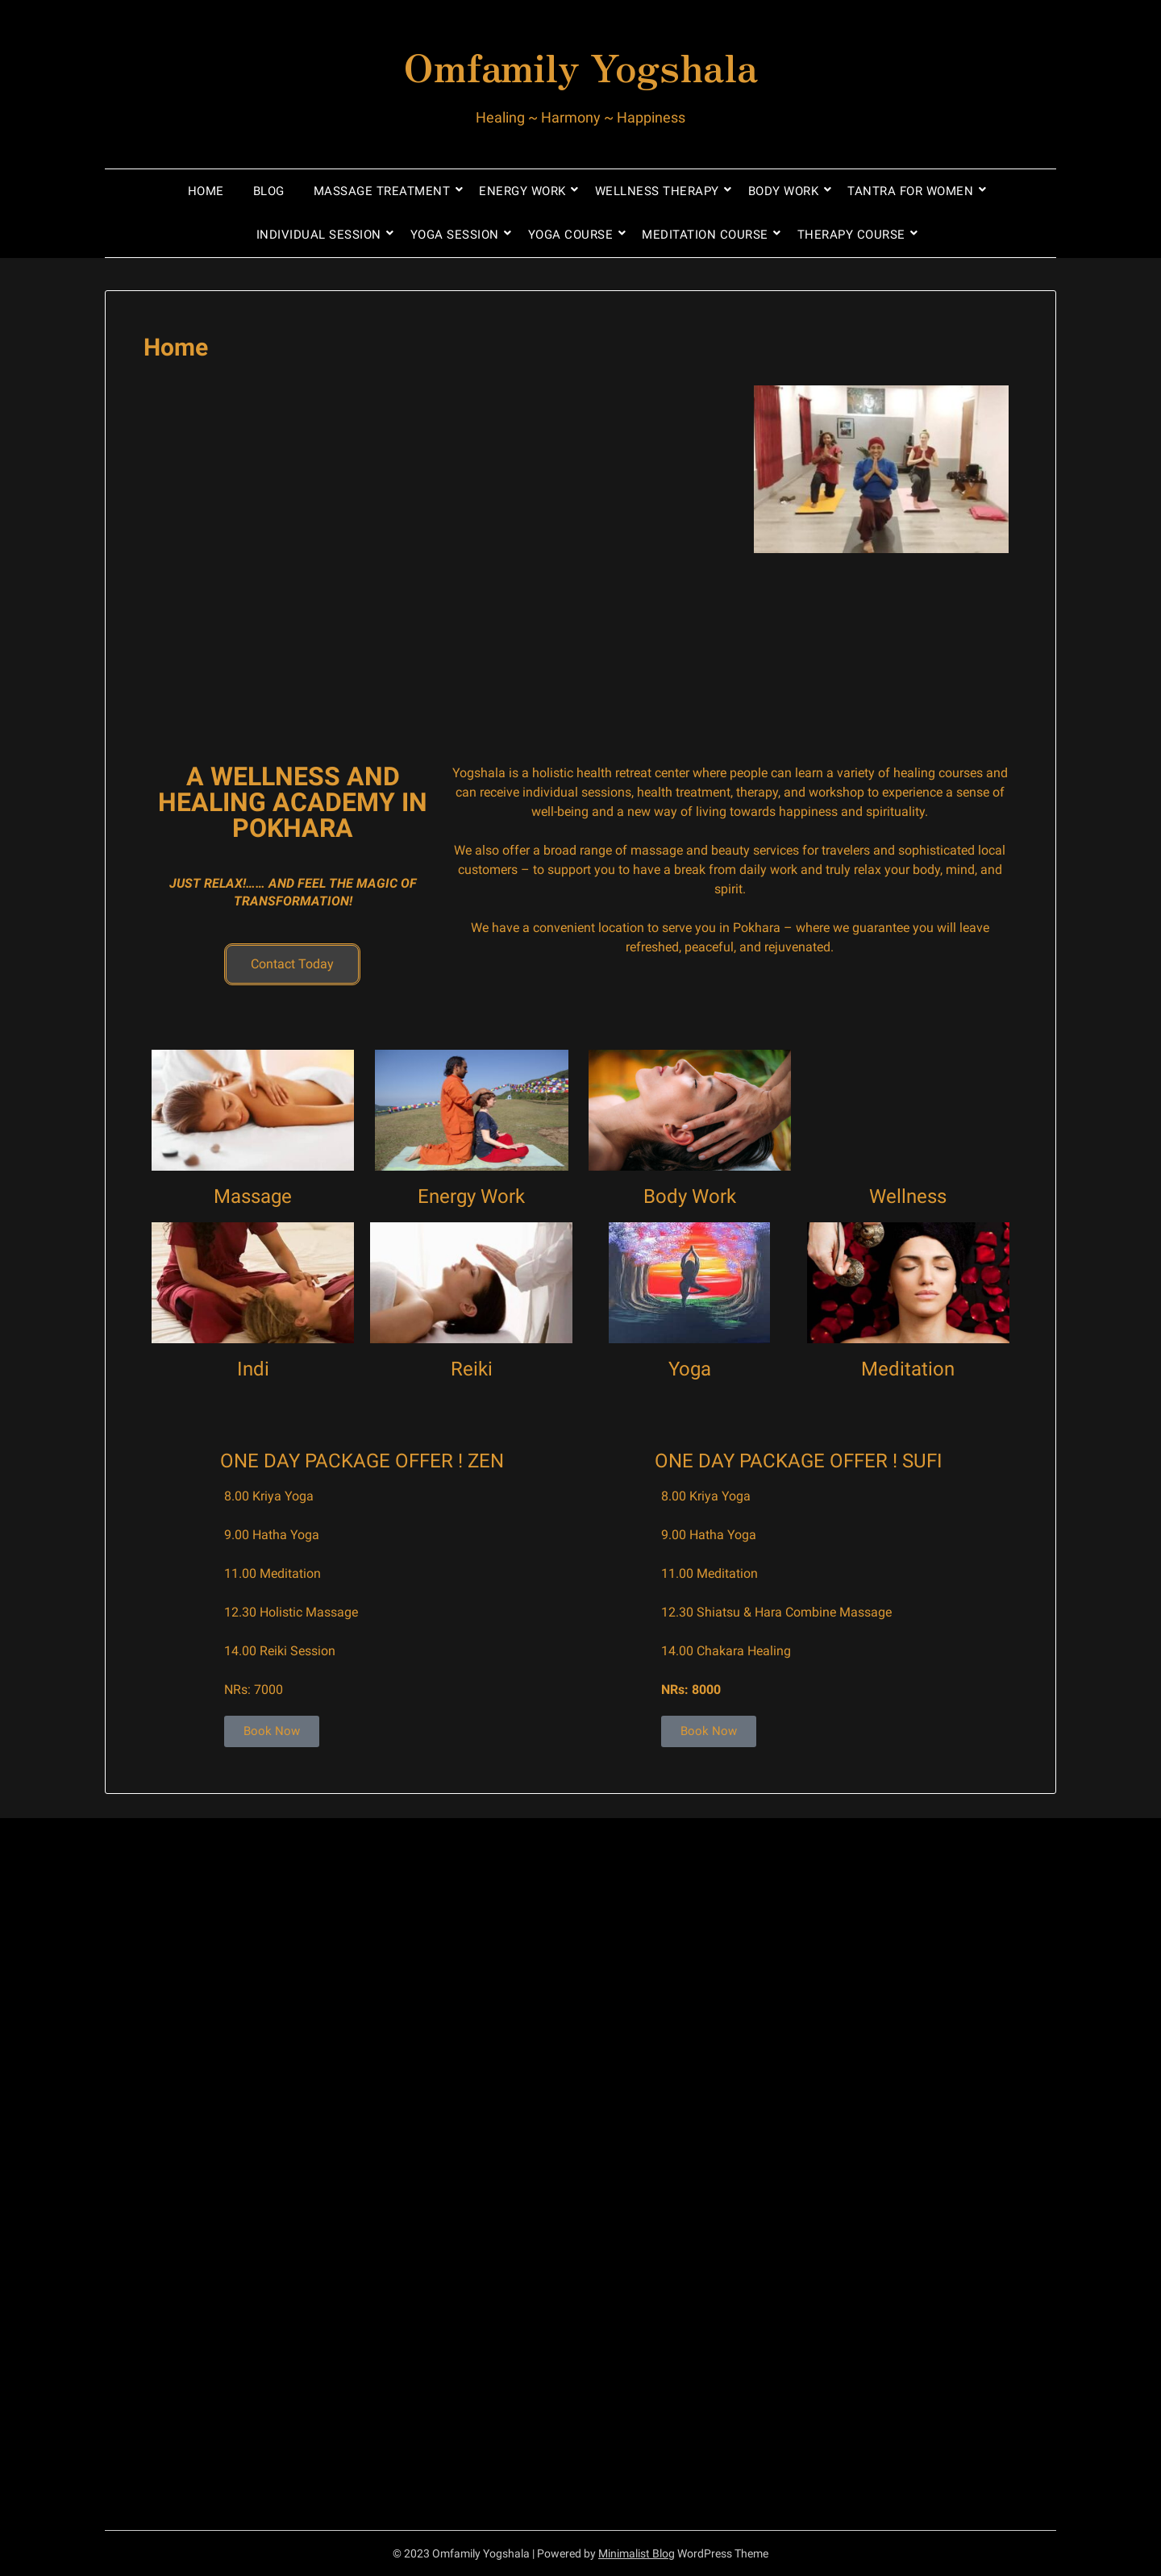 Omfamily Yogshala
Healing ~ Harmony ~ Happiness
HOME BLOG MASSAGE TREATMENT ENERGY WORK WELLNESS THERAPY BODY WORK TANTRA FOR WOMEN
INDIVIDUAL SESSION YOGA SESSION YOGA COURSE MEDITATION COURSE THERAPY COURSE
Home
A WELLNESS AND
HEALING ACADEMY IN
POKHARA
JUST RELAX!…… AND FEEL THE MAGIC OF
TRANSFORMATION!
Contact Today
Yogshala is a holistic health retreat center where people can learn a variety of healing courses and
can receive individual sessions, health treatment, therapy, and workshop to experience a sense of
well-being and a new way of living towards happiness and spirituality.
We also offer a broad range of massage and beauty services for travelers and sophisticated local
customers – to support you to have a break from daily work and truly relax your body, mind, and
spirit.
We have a convenient location to serve you in Pokhara – where we guarantee you will leave
refreshed, peaceful, and rejuvenated.
Massage Energy Work Body Work Wellness
Indi Reiki Yoga Meditation
ONE DAY PACKAGE OFFER ! ZEN
8.00 Kriya Yoga
9.00 Hatha Yoga
11.00 Meditation
12.30 Holistic Massage
14.00 Reiki Session
NRs: 7000
Book Now
ONE DAY PACKAGE OFFER ! SUFI
8.00 Kriya Yoga
9.00 Hatha Yoga
11.00 Meditation
12.30 Shiatsu & Hara Combine Massage
14.00 Chakara Healing
NRs: 8000
Book Now
© 2023 Omfamily Yogshala | Powered by Minimalist Blog WordPress Theme